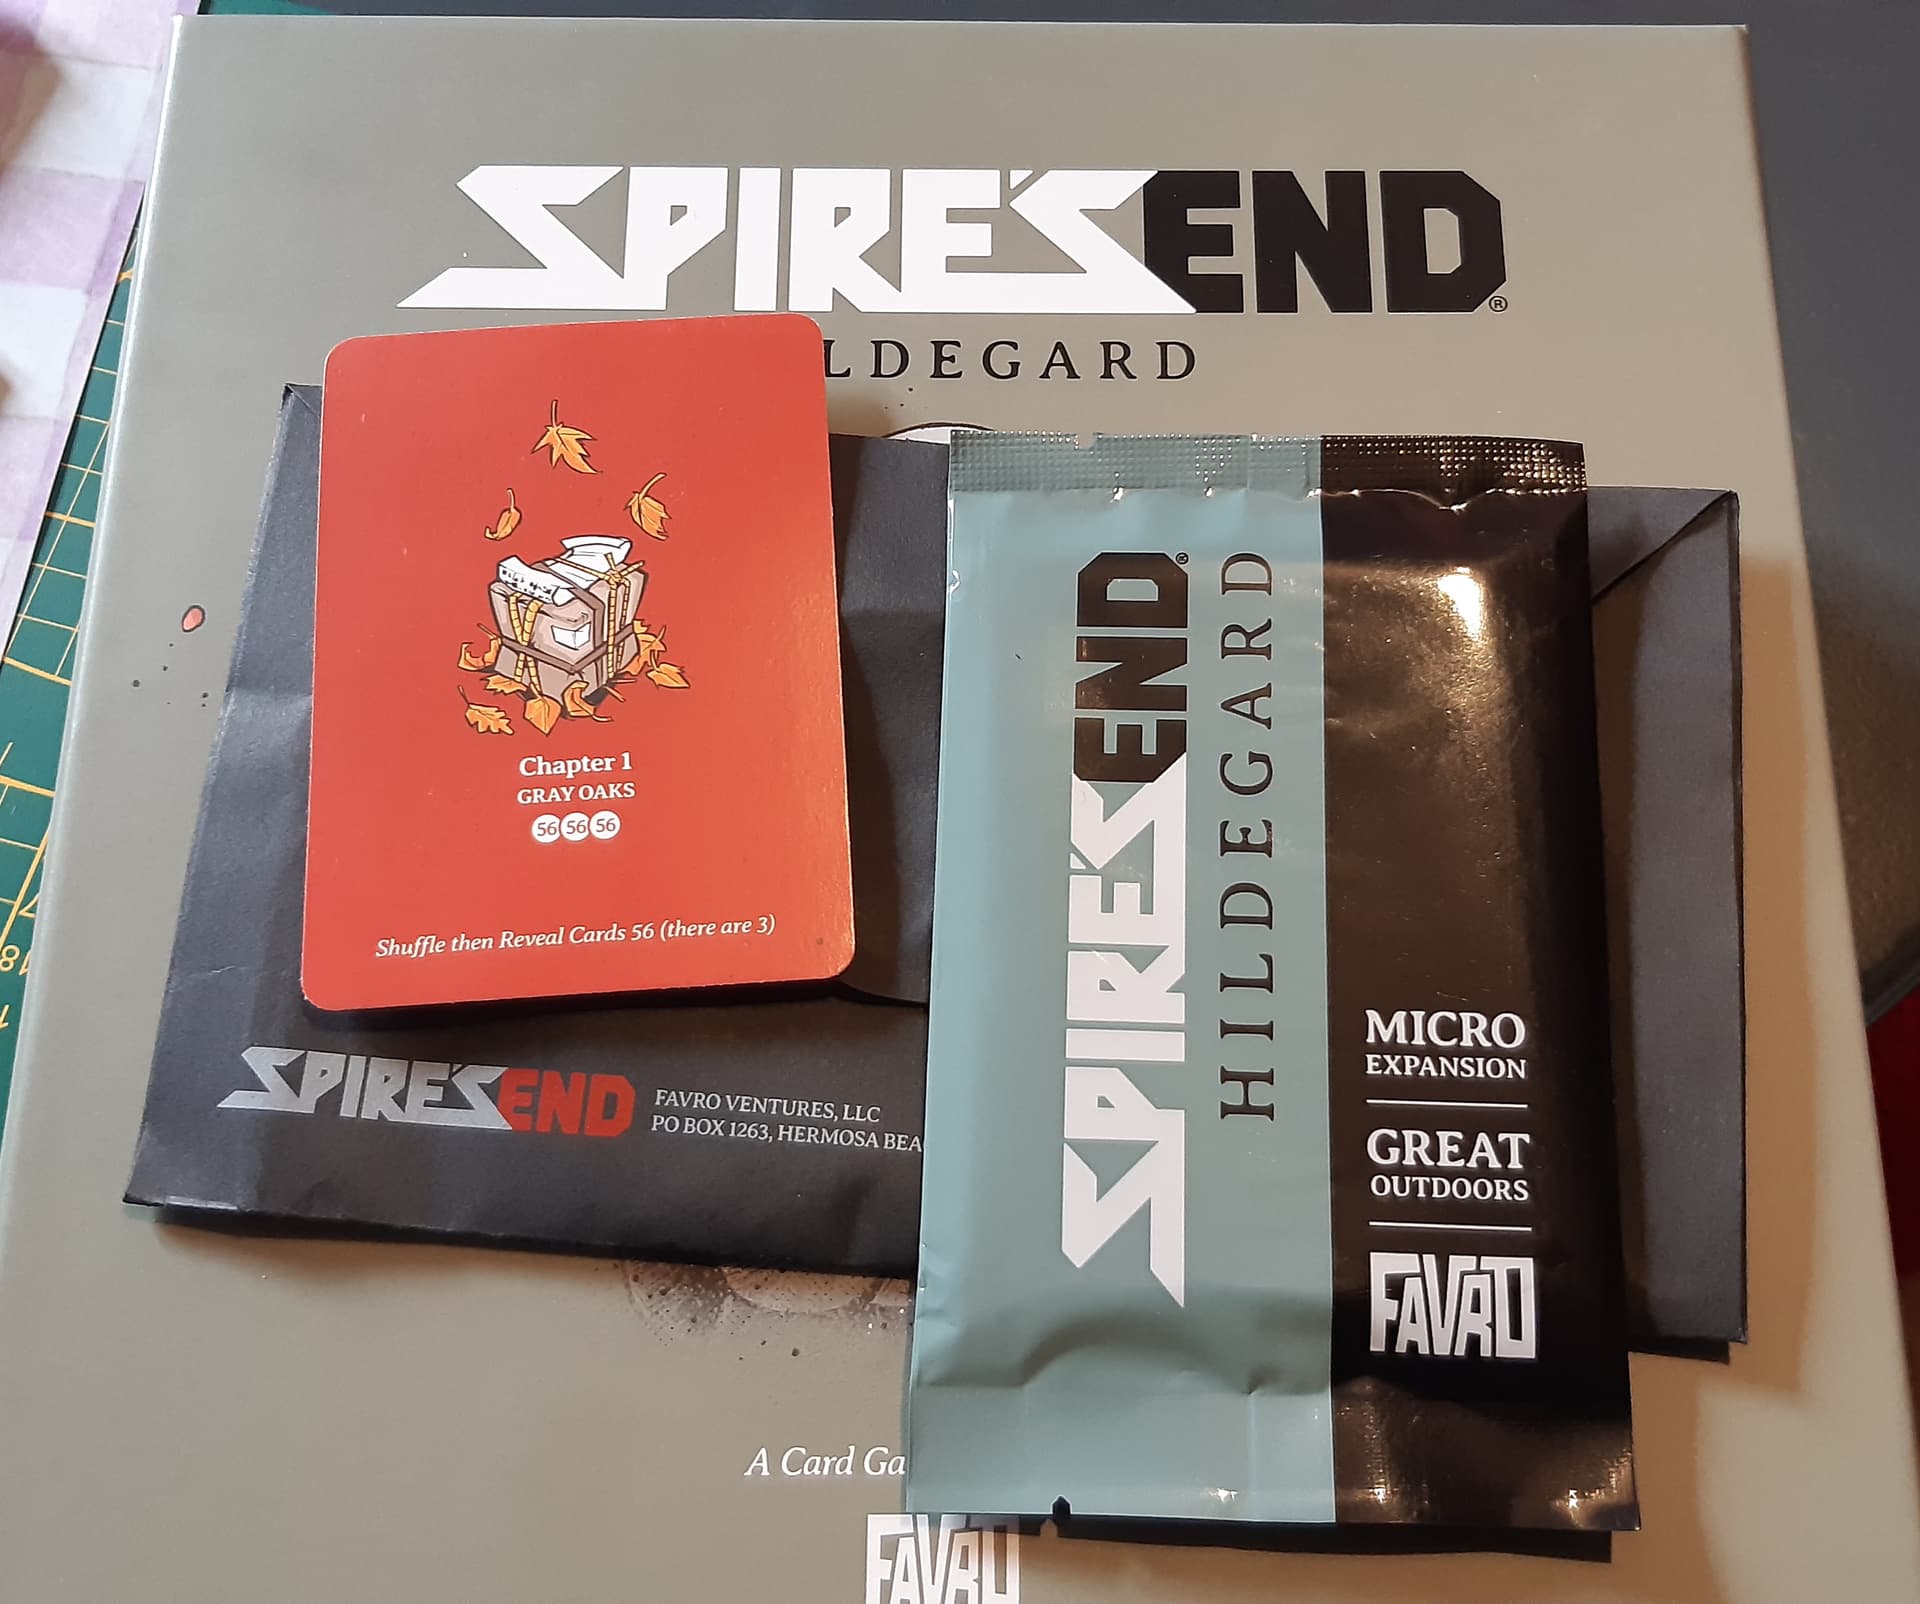 SPIRE'S END®
LDEGARD
Chapter 1
GRAY OAKS
56 56 56
Shuffle then Reveal Cards 56 (there are 3)
SPIRE'S END
FAVRO VENTURES, LLC
PO BOX 1263, HERMOSA BEA
SPIRE'S END®
HILDEGARD
MICRO
EXPANSION
GREAT
OUTDOORS
FAVRO
A Card Ga
FAVRO